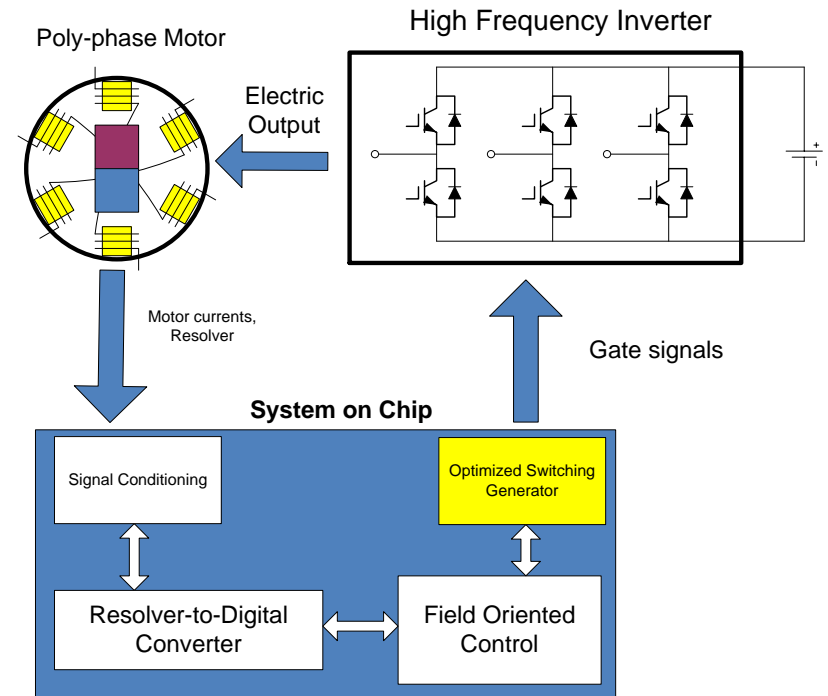 High Frequency Inverter
Poly-phase Motor
Electric
Output
+
-
Motor currents,
Resolver
Gate signals
System on Chip
Signal Conditioning
Optimized Switching
Generator
Resolver-to-Digital
Converter
Field Oriented
Control